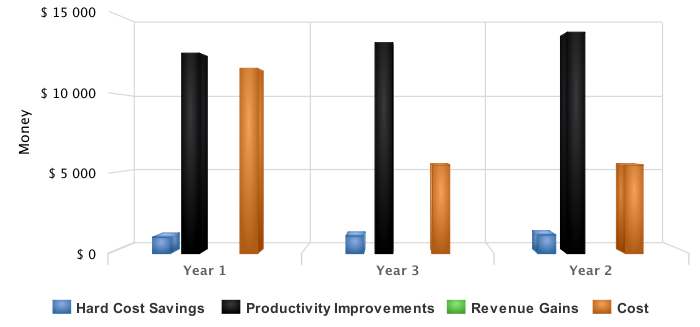 $ 15 000
$ 10 000
$ 5 000
$ 0
Money
Year 1 Year 3 Year 2
Hard Cost Savings Productivity Improvements Revenue Gains Cost